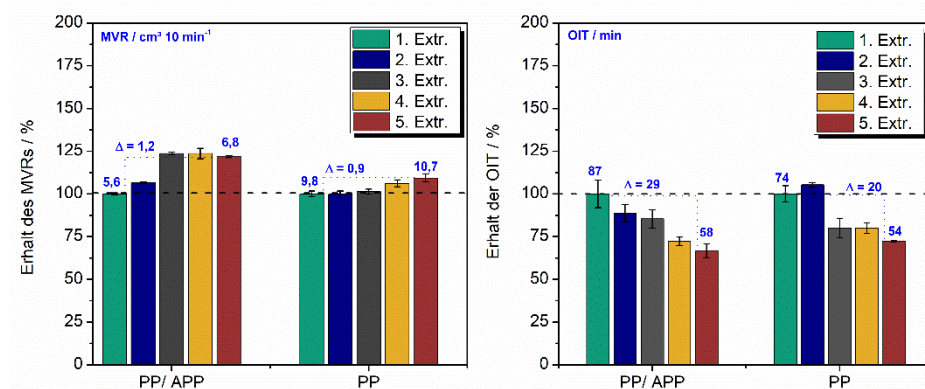 200
175
150
125
100
75
50
25
0
Erhalt des MVRs / %
MVR / cm³ 10 min⁻¹
1. Extr.
2. Extr.
3. Extr.
4. Extr.
5. Extr.
Δ = 1,2
5,6
6,8
Δ = 0,9
9,8
10,7
PP/ APP
PP
200
175
150
125
100
75
50
25
0
Erhalt der OIT / %
OIT / min
1. Extr.
2. Extr.
3. Extr.
4. Extr.
5. Extr.
87
Δ = 29
58
74
Δ = 20
54
PP/ APP
PP